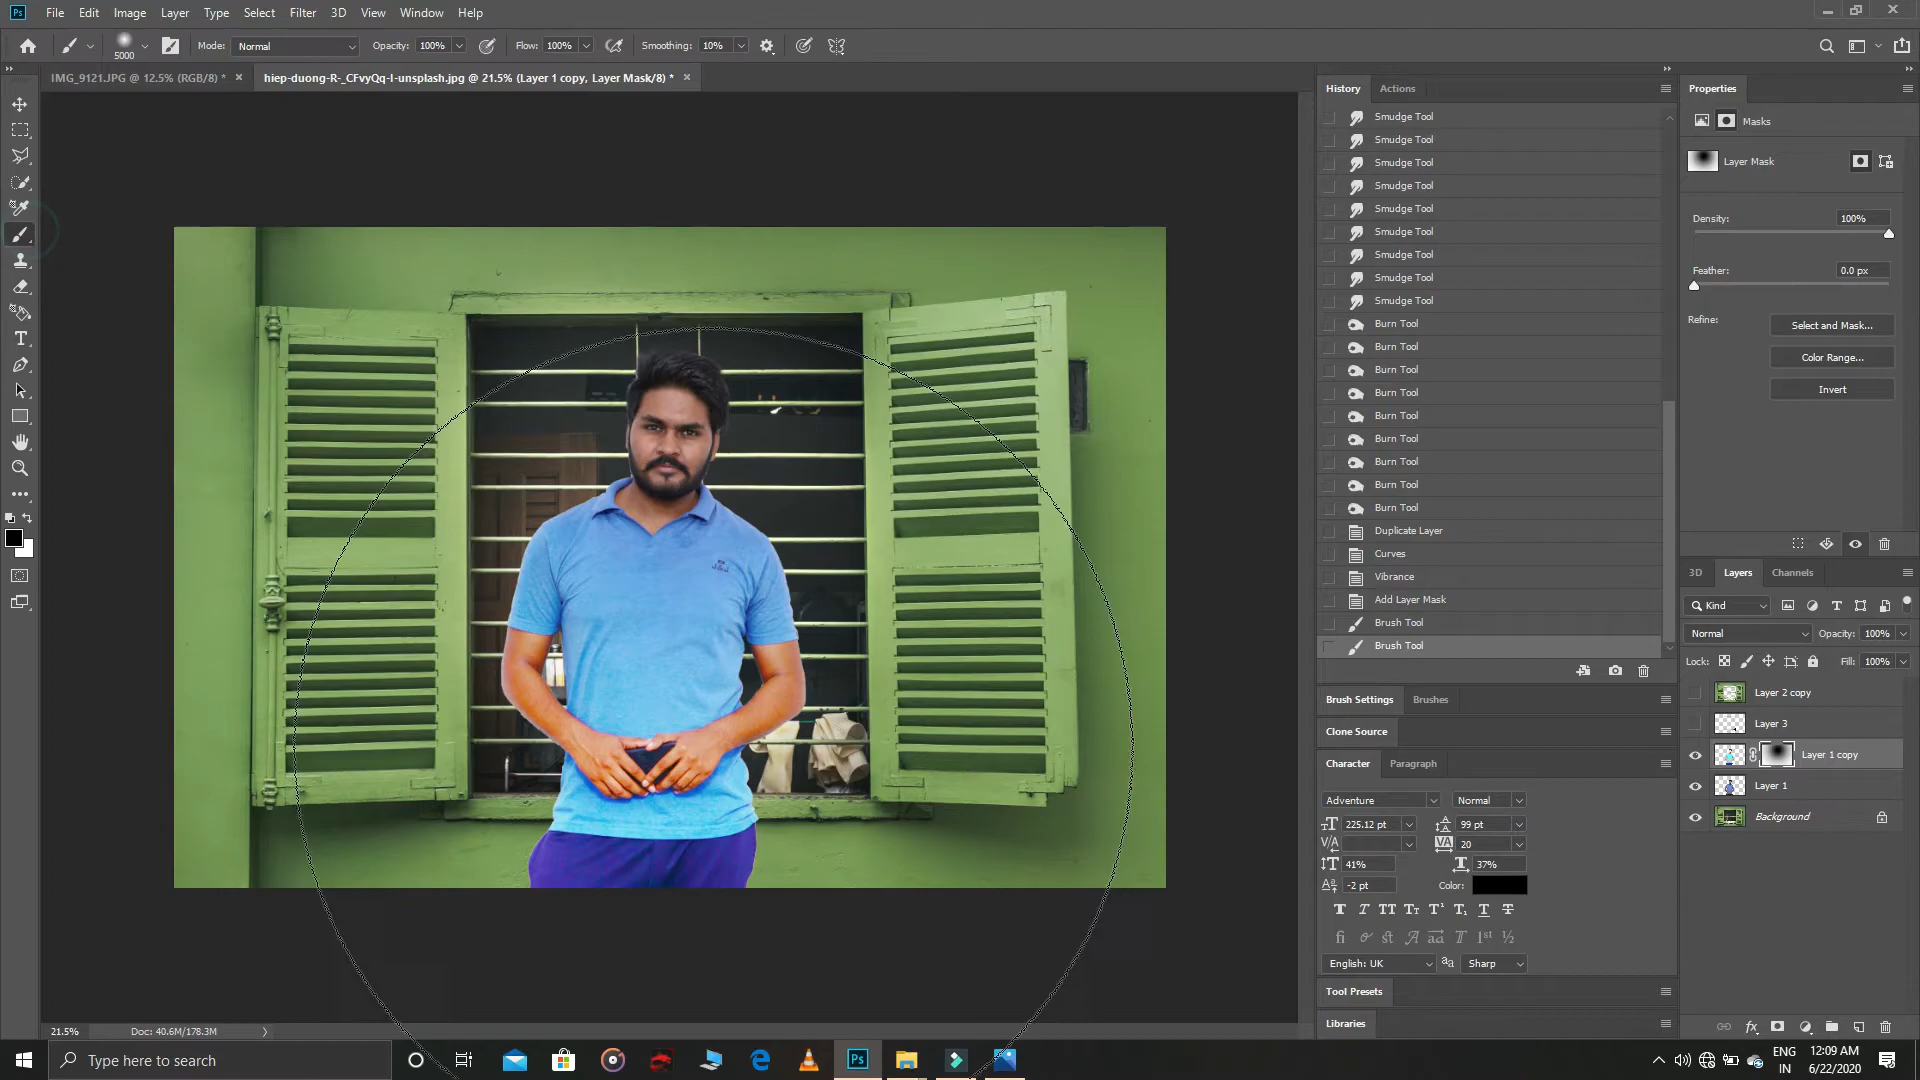 Ps File Edit Image Layer Type Select Filter 3D View Window Help
5000 Mode: Normal Opacity: 100% Flow: 100% Smoothing: 10%
IMG_9121.JPG @ 12.5% (RGB/8) * × hiep-duong-R-_CFvyQq-I-unsplash.jpg @ 21.5% (Layer 1 copy, Layer Mask/8) * ×
History Actions
Smudge Tool
Smudge Tool
Smudge Tool
Smudge Tool
Smudge Tool
Smudge Tool
Smudge Tool
Smudge Tool
Smudge Tool
Burn Tool
Burn Tool
Burn Tool
Burn Tool
Burn Tool
Burn Tool
Burn Tool
Burn Tool
Burn Tool
Duplicate Layer
Curves
Vibrance
Add Layer Mask
Brush Tool
Brush Tool
Brush Settings Brushes
Clone Source
Character Paragraph
Adventure Normal
225.12 pt 99 pt
20
41% 37%
-2 pt Color:
English: UK Sharp
Tool Presets
Libraries
Properties
Masks
Layer Mask
Density: 100%
Feather: 0.0 px
Refine: Select and Mask...
Color Range...
Invert
3D Layers Channels
Kind
Normal Opacity: 100%
Lock: Fill: 100%
Layer 2 copy
Layer 3
Layer 1 copy
Layer 1
Background
21.5% Doc: 40.6M/178.3M
Type here to search
Ps
ENG
IN
12:09 AM
6/22/2020